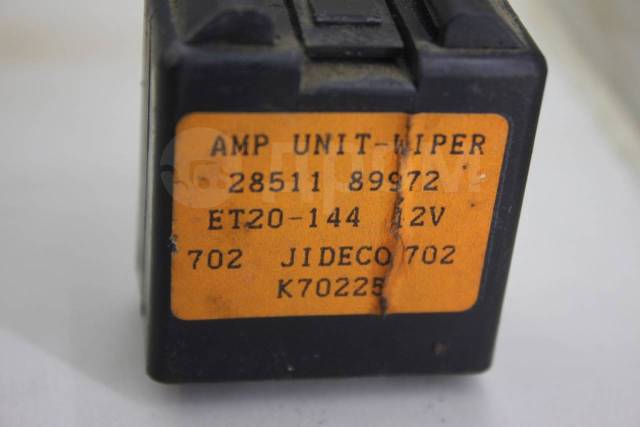 AMP UNIT-WIPER
28511 89972
ET20-144 12V
702 JIDECO 702
K70225